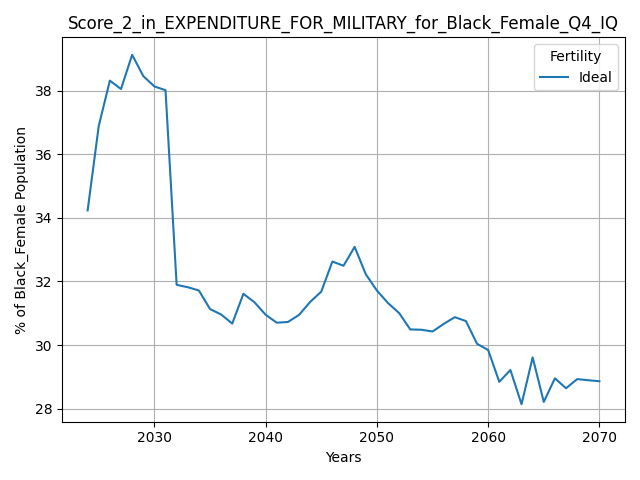 Score_2_in_EXPENDITURE_FOR_MILITARY_for_Black_Female_Q4_IQ
Fertility
Ideal
% of Black_Female Population
38
36
34
32
30
28
2030
2040
2050
2060
2070
Years